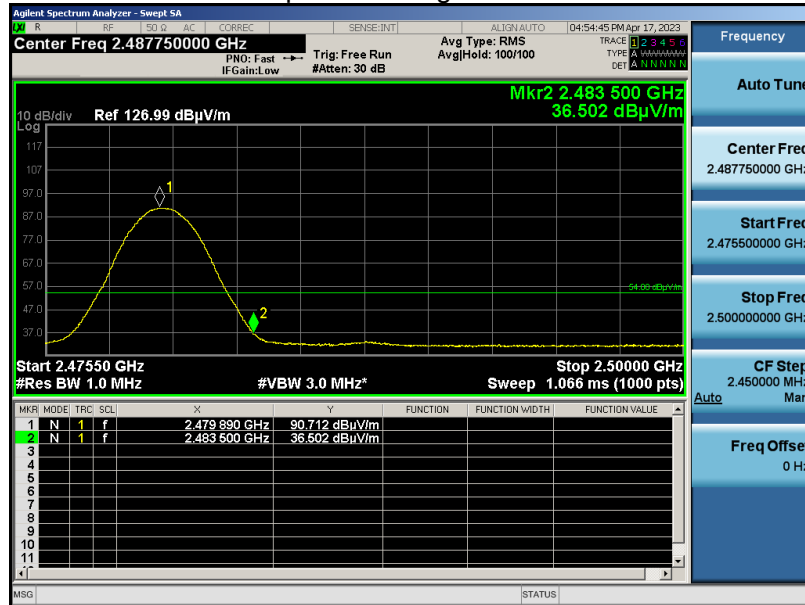 Agilent Spectrum Analyzer - Swept SA
LXI R RF 50 Ω AC CORREC SENSE:INT ALIGN AUTO 04:54:45 PM Apr 17, 2023
Center Freq 2.487750000 GHz
PNO: Fast
IFGain:Low
Trig: Free Run
#Atten: 30 dB
Avg Type: RMS
Avg|Hold: 100/100
TRACE 1 2 3 4 5 6
TYPE A WWWWW
DET A N N N N N
Mkr2 2.483 500 GHz
36.502 dBµV/m
10 dB/div Ref 126.99 dBµV/m
Log
117
107
97.0
87.0
77.0
67.0
57.0
47.0
37.0
1
2
54.00 dBµV/m
Start 2.47550 GHz Stop 2.50000 GHz
#Res BW 1.0 MHz #VBW 3.0 MHz* Sweep 1.066 ms (1000 pts)
MKR MODE TRC SCL X Y FUNCTION FUNCTION WIDTH FUNCTION VALUE
1 N 1 f 2.479 890 GHz 90.712 dBµV/m
2 N 1 f 2.483 500 GHz 36.502 dBµV/m
3
4
5
6
7
8
9
10
11
MSG STATUS
Frequency
Auto Tune
Center Freq
2.487750000 GHz
Start Freq
2.475500000 GHz
Stop Freq
2.500000000 GHz
CF Step
2.450000 MHz
Auto Man
Freq Offset
0 Hz